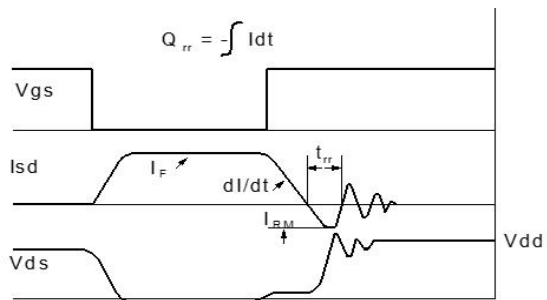 Q rr = -∫ Idt
Vgs
Isd
I F
t rr
dI/dt
I RM
Vdd
Vds